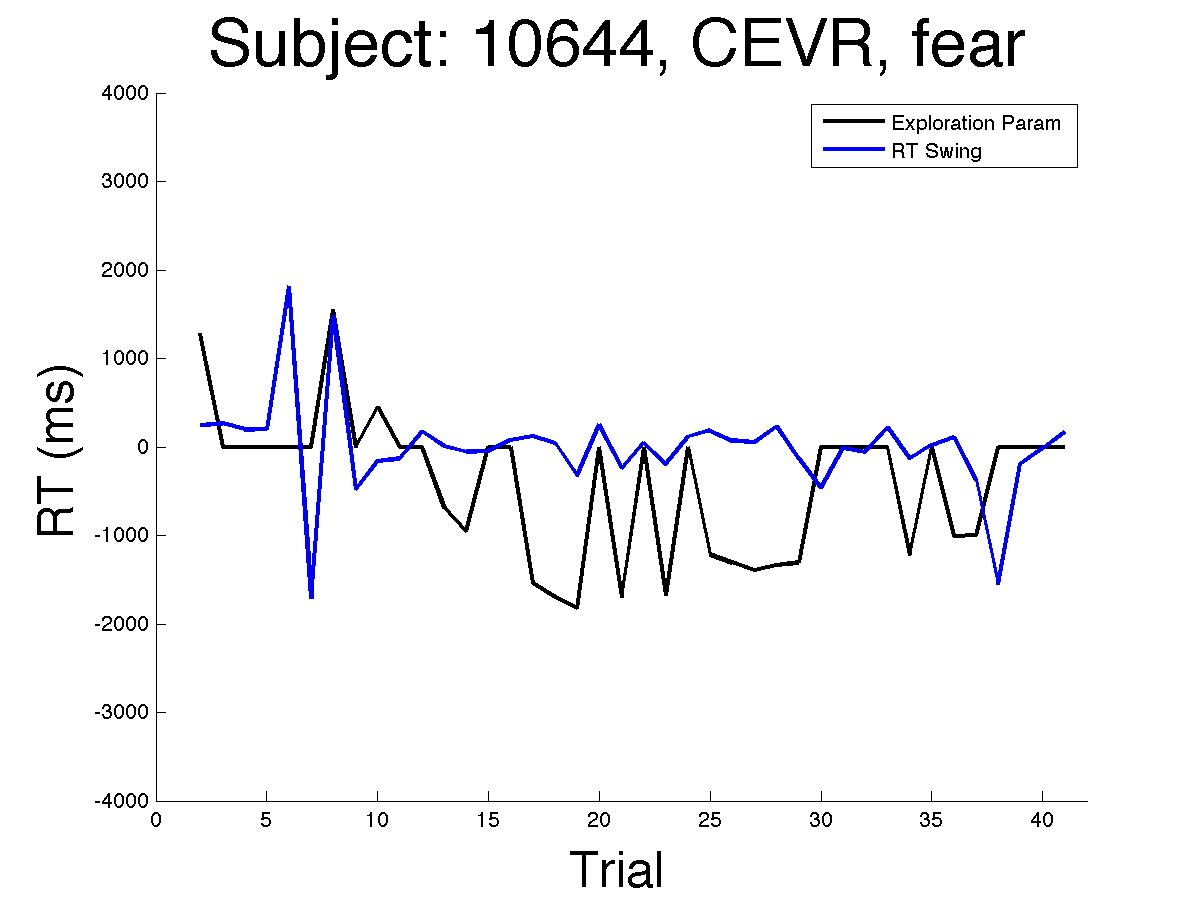 Subject: 10644, CEVR, fear
4000
3000
2000
1000
0
-1000
-2000
-3000
-4000
RT (ms)
Exploration Param
RT Swing
0 5 10 15 20 25 30 35 40
Trial